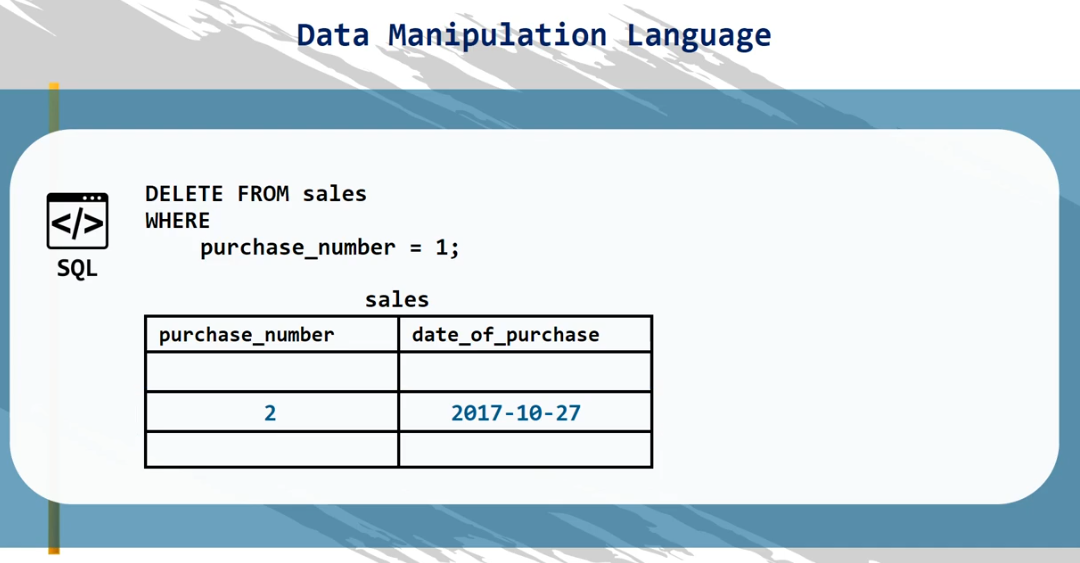 Data Manipulation Language
DELETE FROM sales
WHERE
purchase_number = 1;
</>
SQL
sales
purchase_number date_of_purchase
2 2017-10-27